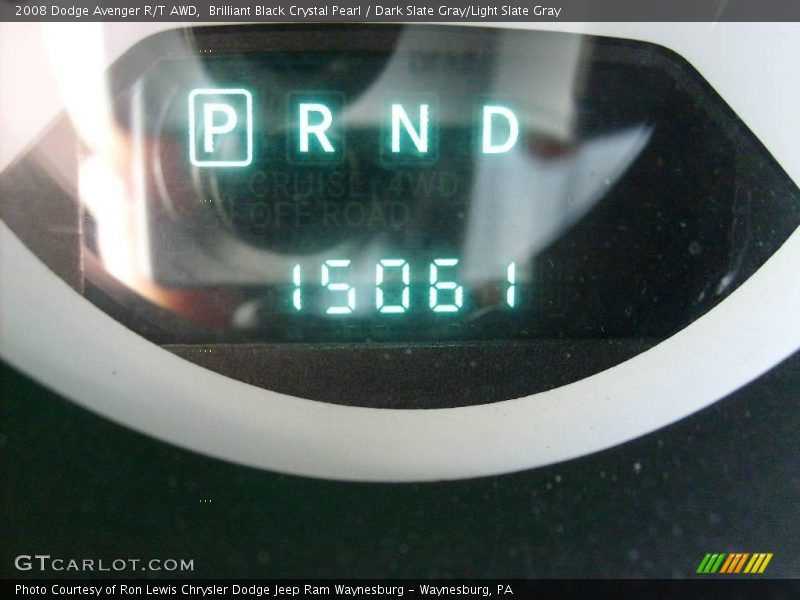 2008 Dodge Avenger R/T AWD, Brilliant Black Crystal Pearl / Dark Slate Gray/Light Slate Gray
P R N D
CRUISE 4WD
OFF ROAD
15061
GTCARLOT.COM
Photo Courtesy of Ron Lewis Chrysler Dodge Jeep Ram Waynesburg - Waynesburg, PA